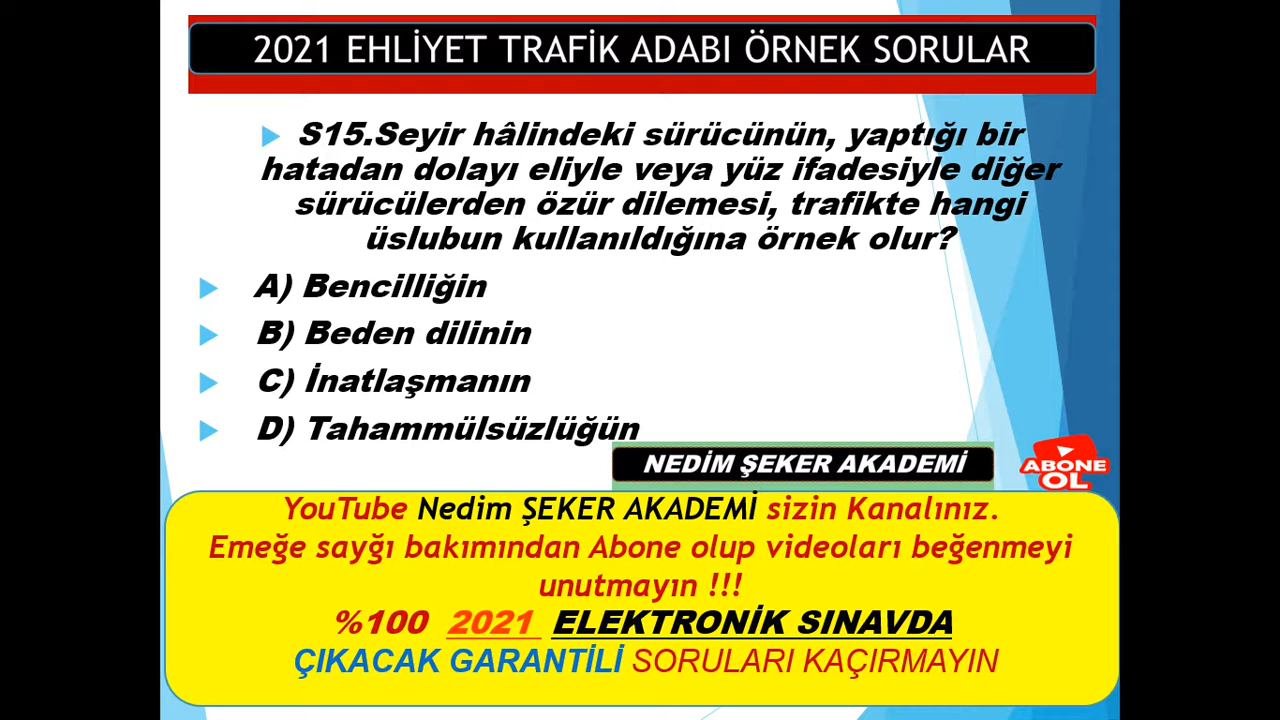 2021 EHLİYET TRAFİK ADABI ÖRNEK SORULAR
S15.Seyir hâlindeki sürücünün, yaptığı bir
hatadan dolayı eliyle veya yüz ifadesiyle diğer
sürücülerden özür dilemesi, trafikte hangi
üslubun kullanıldığına örnek olur?
A) Bencilliğin
B) Beden dilinin
C) İnatlaşmanın
D) Tahammülsüzlüğün
NEDİM ŞEKER AKADEMİ
ABONE
OL
YouTube Nedim ŞEKER AKADEMİ sizin Kanalınız.
Emeğe sayğı bakımından Abone olup videoları beğenmeyi
unutmayın !!!
%100 2021 ELEKTRONİK SINAVDA
ÇIKACAK GARANTİLİ SORULARI KAÇIRMAYIN